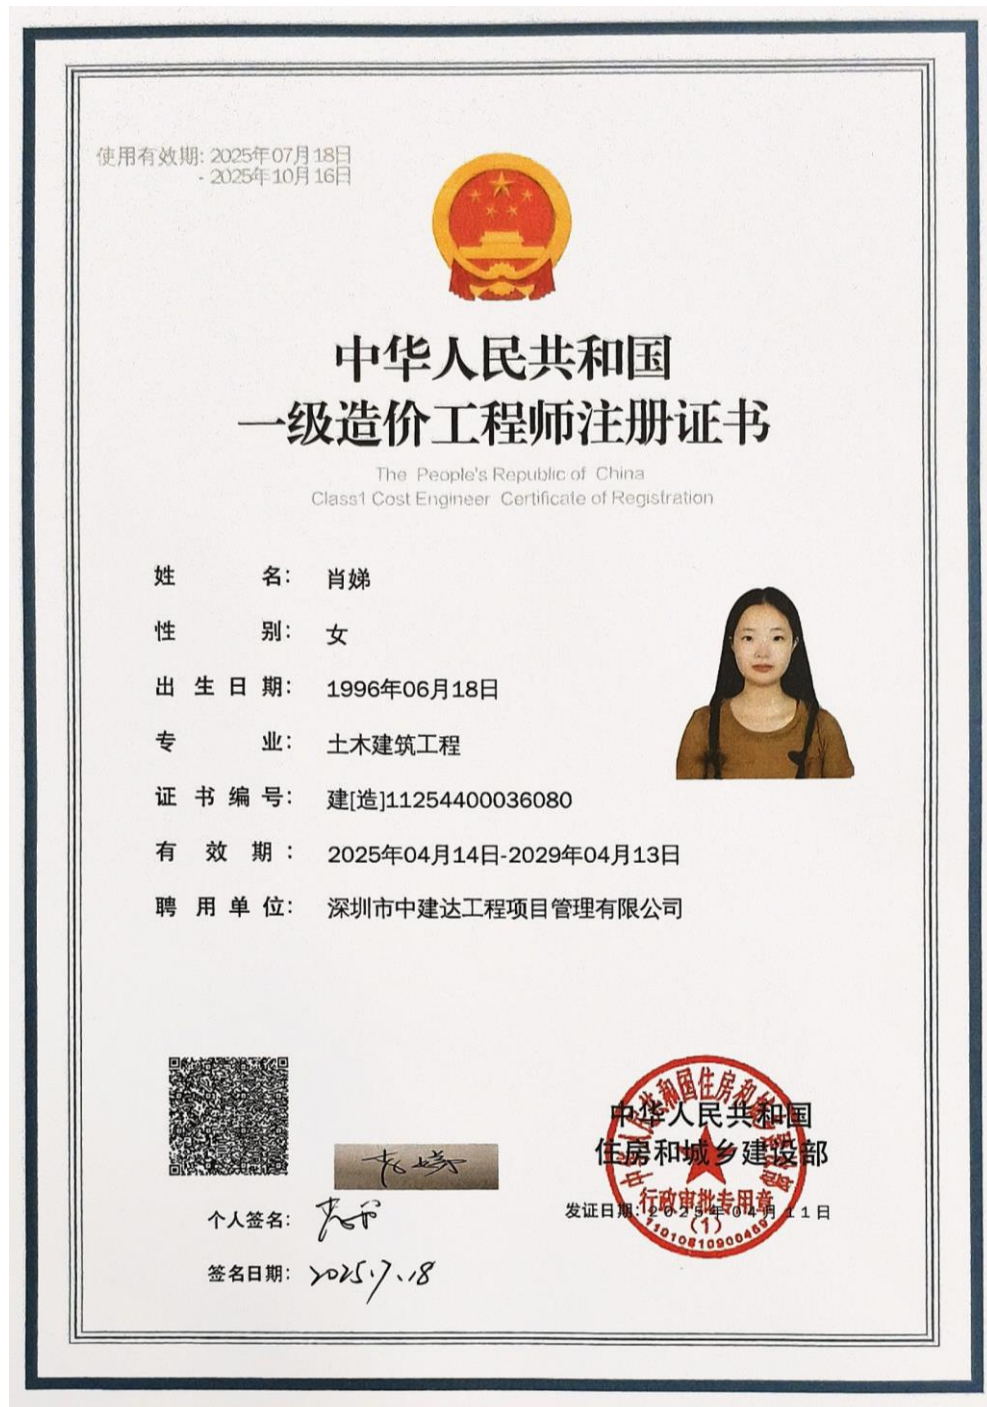 使用有效期: 2025年07月18日
- 2025年10月16日
中华人民共和国
一级造价工程师注册证书
The People's Republic of China
Class1 Cost Engineer Certificate of Registration
姓名: 肖娣
性别: 女
出生日期: 1996年06月18日
专业: 土木建筑工程
证书编号: 建[造]11254400036080
有效期: 2025年04月14日-2029年04月13日
聘用单位: 深圳市中建达工程项目管理有限公司
中华人民共和国
住房和城乡建设部
行政审批专用章
(1)
个人签名:
发证日期: 2025年04月11日
签名日期: 2025.7.18